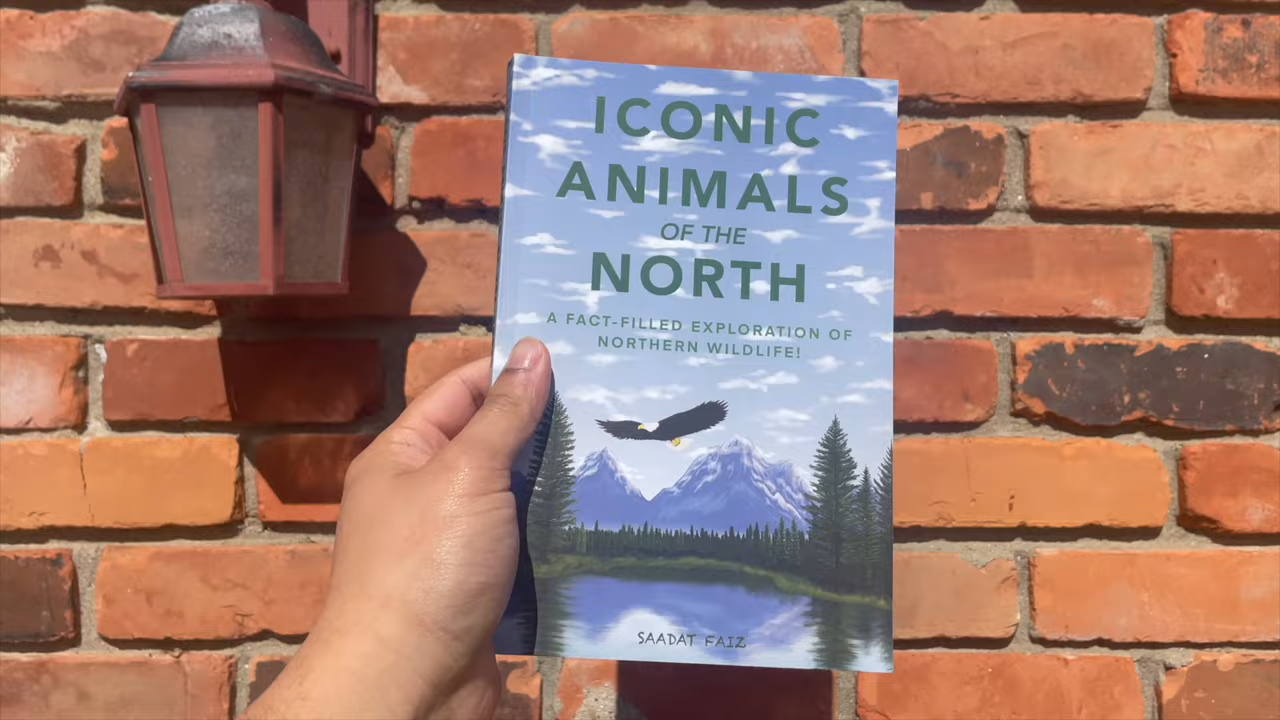 ICONIC
ANIMALS
OF THE
NORTH
A FACT-FILLED EXPLORATION OF
NORTHERN WILDLIFE!
SAADAT FAIZ